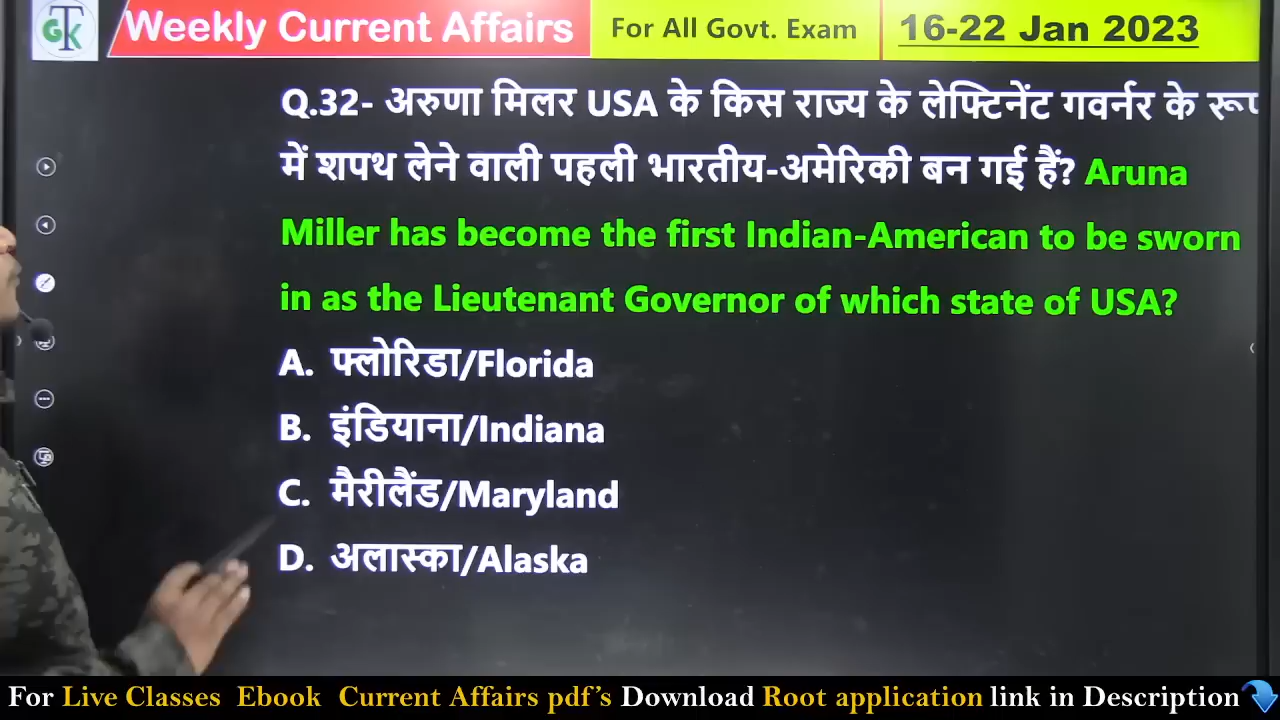 GTK
Weekly Current Affairs
For All Govt. Exam
16-22 Jan 2023
Q.32- अरुणा मिलर USA के किस राज्य के लेफ्टिनेंट गवर्नर के रूप
में शपथ लेने वाली पहली भारतीय-अमेरिकी बन गई हैं? Aruna
Miller has become the first Indian-American to be sworn
in as the Lieutenant Governor of which state of USA?
A. फ्लोरिडा/Florida
B. इंडियाना/Indiana
C. मैरीलैंड/Maryland
D. अलास्का/Alaska
For Live Classes Ebook Current Affairs pdf’s Download Root application link in Description